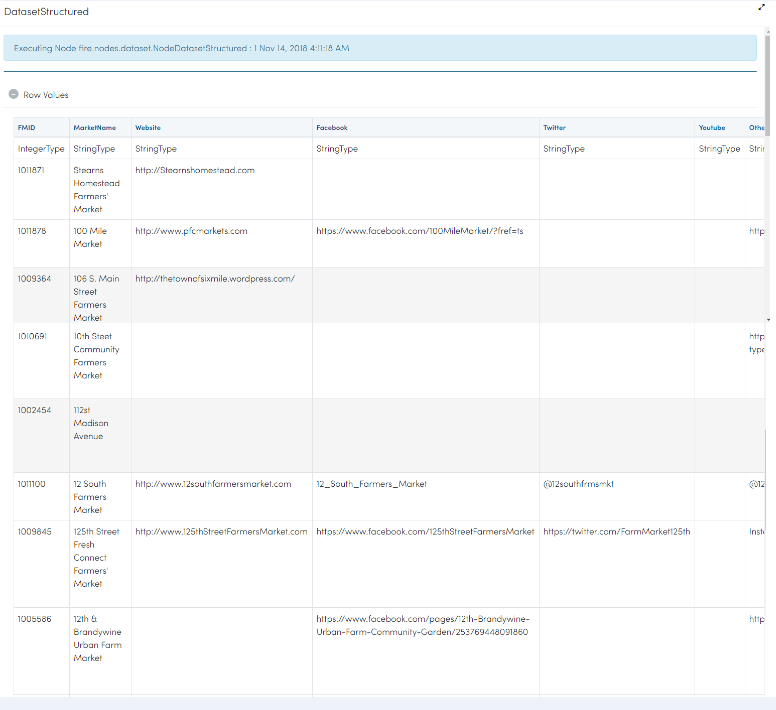 DatasetStructured
Executing Node fire.nodes.dataset.NodeDatasetStructured : 1 Nov 14, 2018 4:11:18 AM
Row Values
FMID MarketName Website Facebook Twitter Youtube Othe
IntegerType StringType StringType StringType StringType StringType Strin
1011871 Stearns http://Stearnshomestead.com
Homestead
Farmers'
Market
1011878 100 Mile http://www.pfcmarkets.com https://www.facebook.com/100MileMarket/?fref=ts http
Market
1009364 106 S. Main http://thetownofsixmile.wordpress.com/
Street
Farmers
Market
1010691 10th Steet http
Community type
Farmers
Market
1002454 112st
Madison
Avenue
1011100 12 South http://www.12southfarmersmarket.com 12_South_Farmers_Market @12southfrmsmkt @12
Farmers
Market
1009845 125th Street http://www.125thStreetFarmersMarket.com https://www.facebook.com/125thStreetFarmersMarket https://twitter.com/FarmMarket125th Insta
Fresh
Connect
Farmers'
Market
1005586 12th & https://www.facebook.com/pages/12th-Brandywine- http
Brandywine Urban-Farm-Community-Garden/253769448091860
Urban Farm
Market